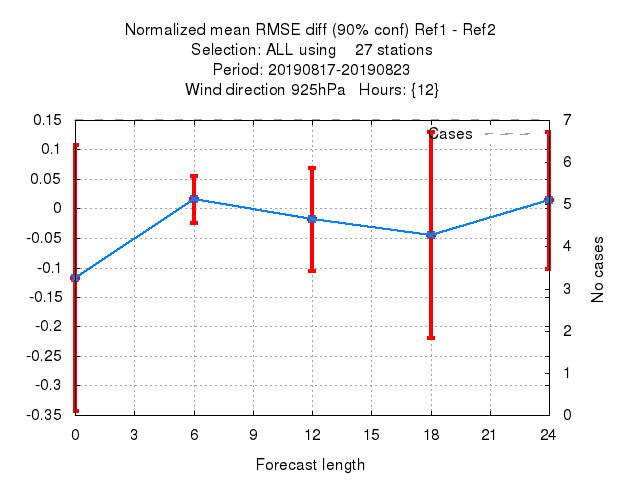 Normalized mean RMSE diff (90% conf) Ref1 - Ref2
Selection: ALL using    27 stations
Period: 20190817-20190823
Wind direction 925hPa   Hours: {12}
Cases
0.15
0.1
0.05
0
-0.05
-0.1
-0.15
-0.2
-0.25
-0.3
-0.35
7
6
5
4
3
2
1
0
No cases
0 3 6 9 12 15 18 21 24
Forecast length